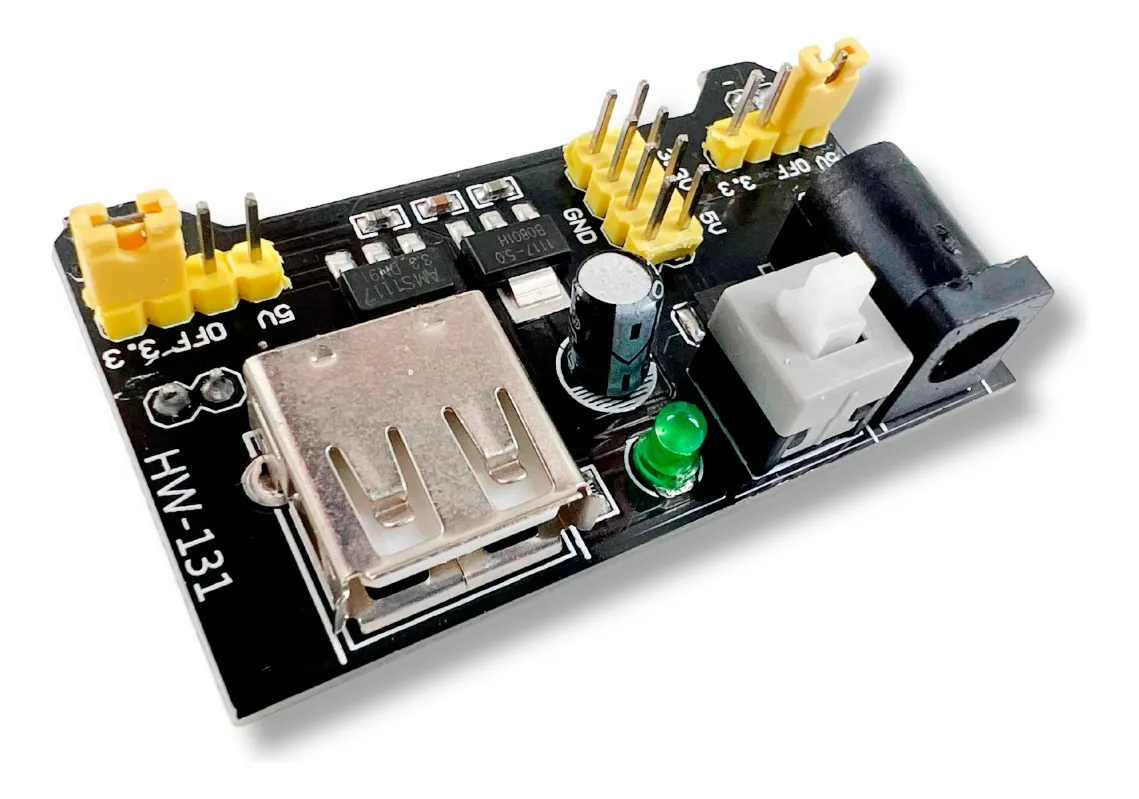 3.3 OFF 5V
HW-131
AMS1117
3.3
1117-50
GND
5V
5V OFF 3.3